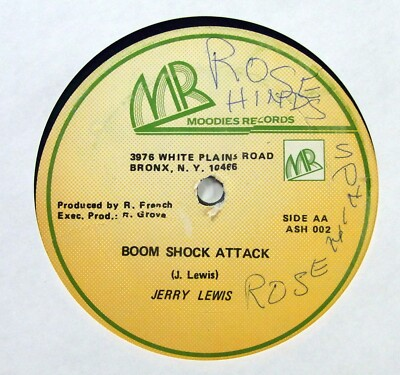 MR
ROSE
HINDS
MOODIES RECORDS
3976 WHITE PLAINS ROAD
BRONX, N. Y. 10466
MR
Produced by R. French
Exec. Prod.: R. Grove
SIDE AA
ASH 002
BOOM SHOCK ATTACK
(J. Lewis)
JERRY LEWIS
ROSE HINDS